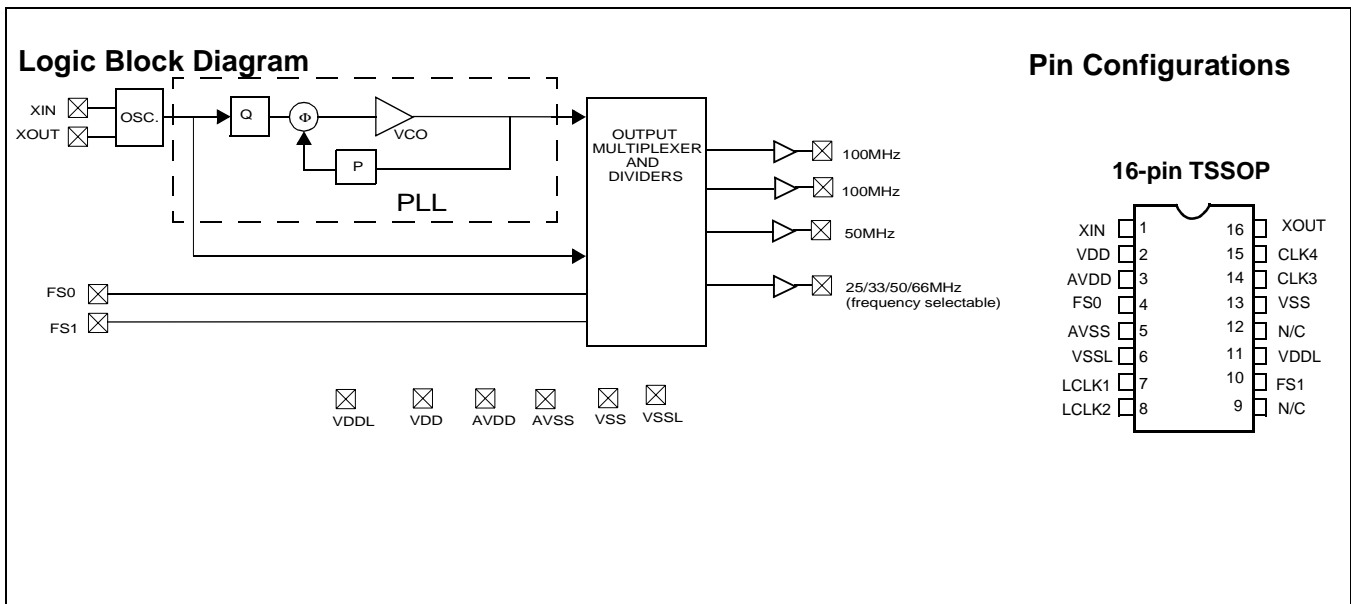 Logic Block Diagram
XIN
XOUT
OSC.
Q
Φ
VCO
P
PLL
FS0
FS1
OUTPUT
MULTIPLEXER
AND
DIVIDERS
100MHz
100MHz
50MHz
25/33/50/66MHz
(frequency selectable)
VDDL
VDD
AVDD
AVSS
VSS
VSSL
Pin Configurations
16-pin TSSOP
XIN 1 16 XOUT
VDD 2 15 CLK4
AVDD 3 14 CLK3
FS0 4 13 VSS
AVSS 5 12 N/C
VSSL 6 11 VDDL
LCLK1 7 10 FS1
LCLK2 8 9 N/C